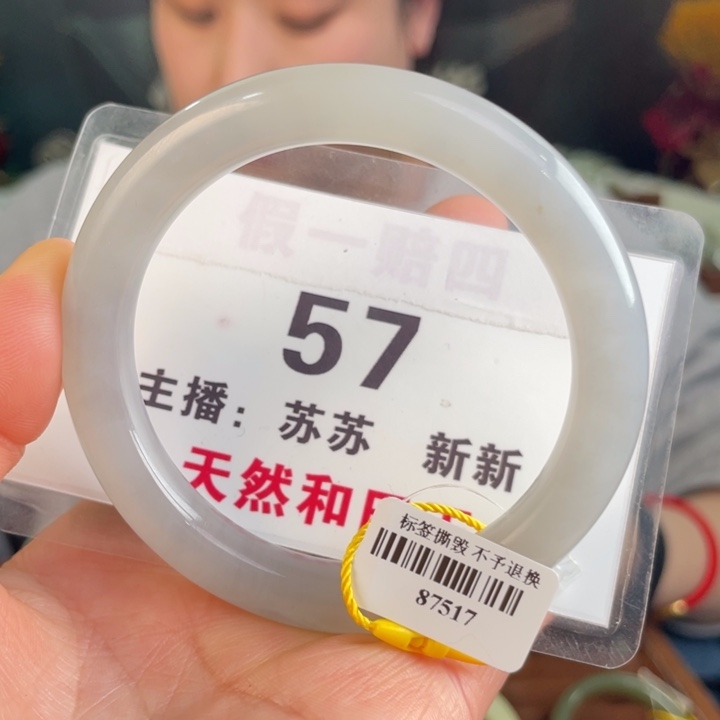 假一赔四
57
主播：苏苏 新新
天然和田
标签撕毁 不予退换
87517